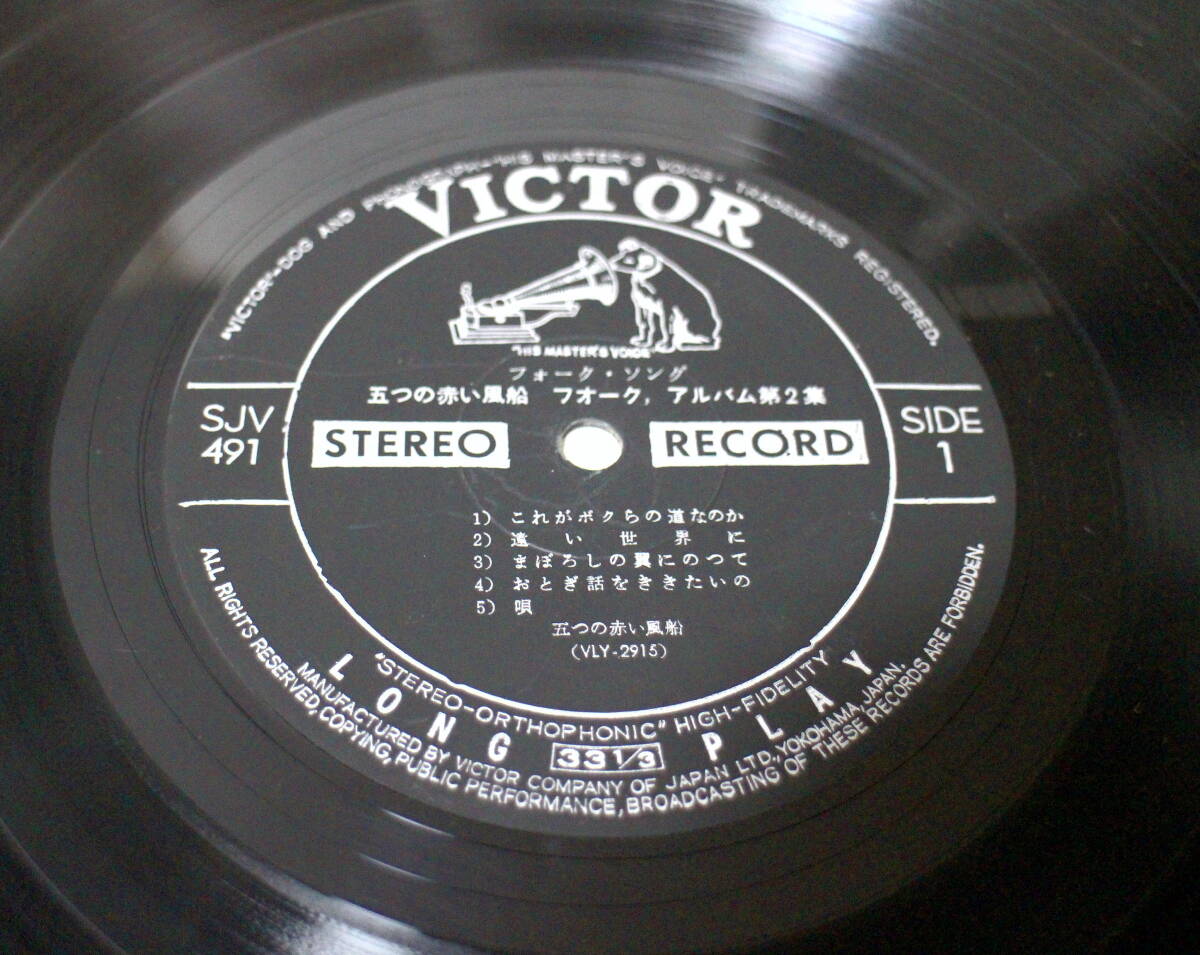 "VICTOR"-DOG AND PHONOGRAPH-"HIS MASTER'S VOICE" TRADEMARKS REGISTERED.
VICTOR
"HIS MASTER'S VOICE"
フォーク・ソング
五つの赤い風船 フオーク, アルバム第2集
SJV
491
STEREO
RECORD
SIDE
1
1) これがボクらの道なのか
2) 遠い世界に
3) まぼろしの翼にのつて
4) おとぎ話をききたいの
5) 唄
五つの赤い風船
(VLY-2915)
"STEREO-ORTHOPHONIC" HIGH-FIDELITY
LONG 33 1/3 PLAY
MANUFACTURED BY VICTOR COMPANY OF JAPAN LTD. YOKOHAMA, JAPAN.
ALL RIGHTS RESERVED, COPYING, PUBLIC PERFORMANCE, BROADCASTING OF THESE RECORDS ARE FORBIDDEN.